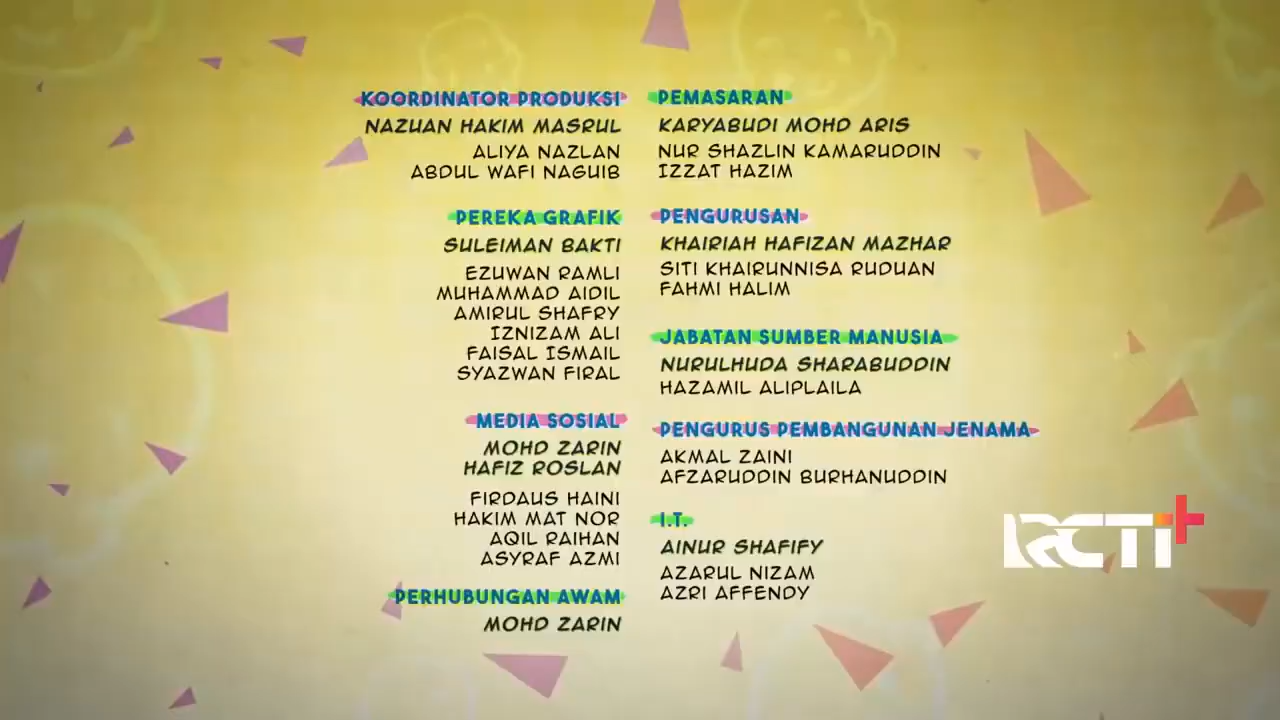 KOORDINATOR PRODUKSI
NAZUAN HAKIM MASRUL
ALIYA NAZLAN
ABDUL WAFI NAGUIB
PEREKA GRAFIK
SULEIMAN BAKTI
EZUWAN RAMLI
MUHAMMAD AIDIL
AMIRUL SHAFRY
IZNIZAM ALI
FAISAL ISMAIL
SYAZWAN FIRAL
MEDIA SOSIAL
MOHD ZARIN
HAFIZ ROSLAN
FIRDAUS HAINI
HAKIM MAT NOR
AQIL RAIHAN
ASYRAF AZMI
PERHUBUNGAN AWAM
MOHD ZARIN
PEMASARAN
KARYABUDI MOHD ARIS
NUR SHAZLIN KAMARUDDIN
IZZAT HAZIM
PENGURUSAN
KHAIRIAH HAFIZAN MAZHAR
SITI KHAIRUNNISA RUDUAN
FAHMI HALIM
JABATAN SUMBER MANUSIA
NURULHUDA SHARABUDDIN
HAZAMIL ALIPLAILA
PENGURUS PEMBANGUNAN JENAMA
AKMAL ZAINI
AFZARUDDIN BURHANUDDIN
I.T.
AINUR SHAFIFY
AZARUL NIZAM
AZRI AFFENDY
RCTI+